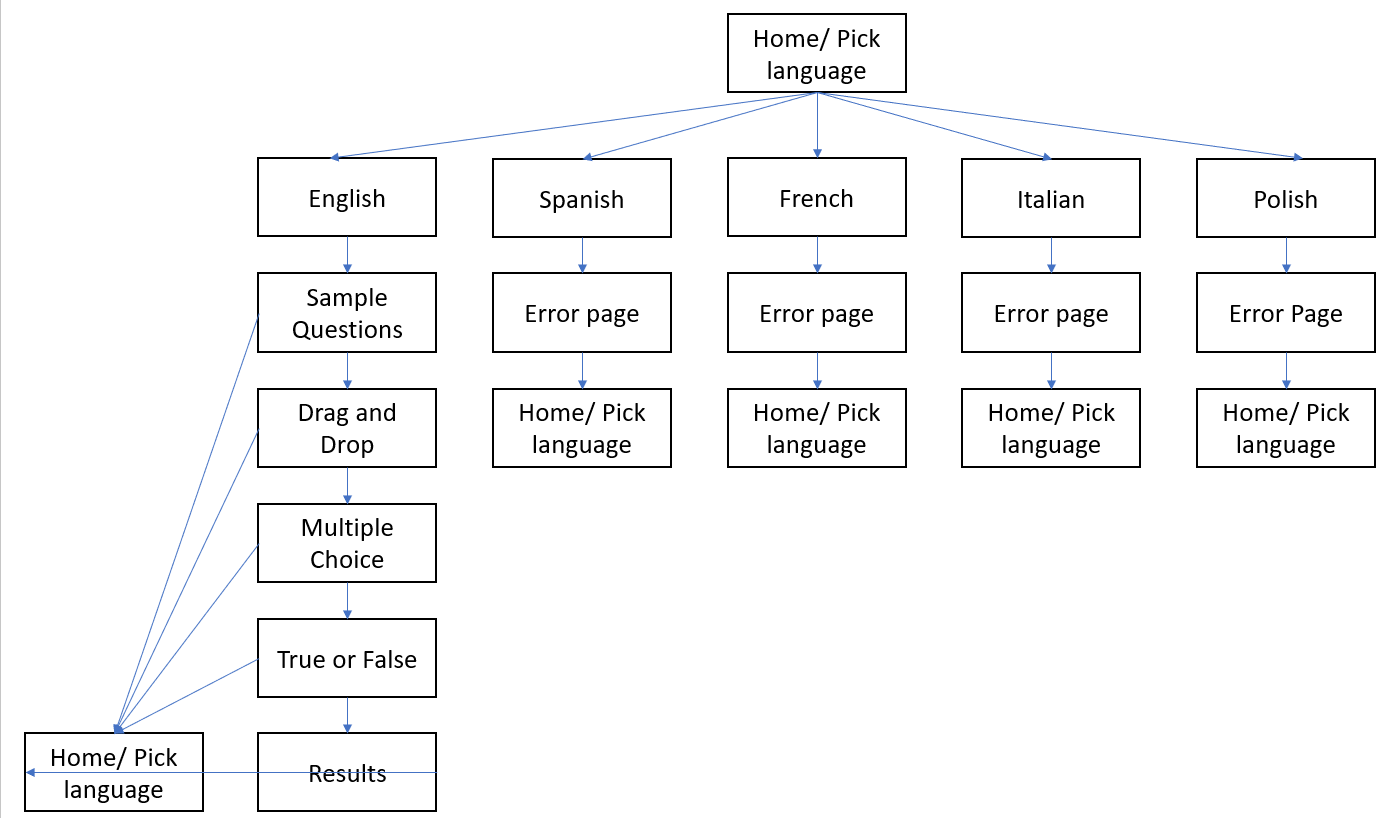 Home/ Pick
language
English
Spanish
French
Italian
Polish
Sample
Questions
Error page
Error page
Error page
Error Page
Drag and
Drop
Home/ Pick
language
Home/ Pick
language
Home/ Pick
language
Home/ Pick
language
Multiple
Choice
True or False
Home/ Pick
language
Results